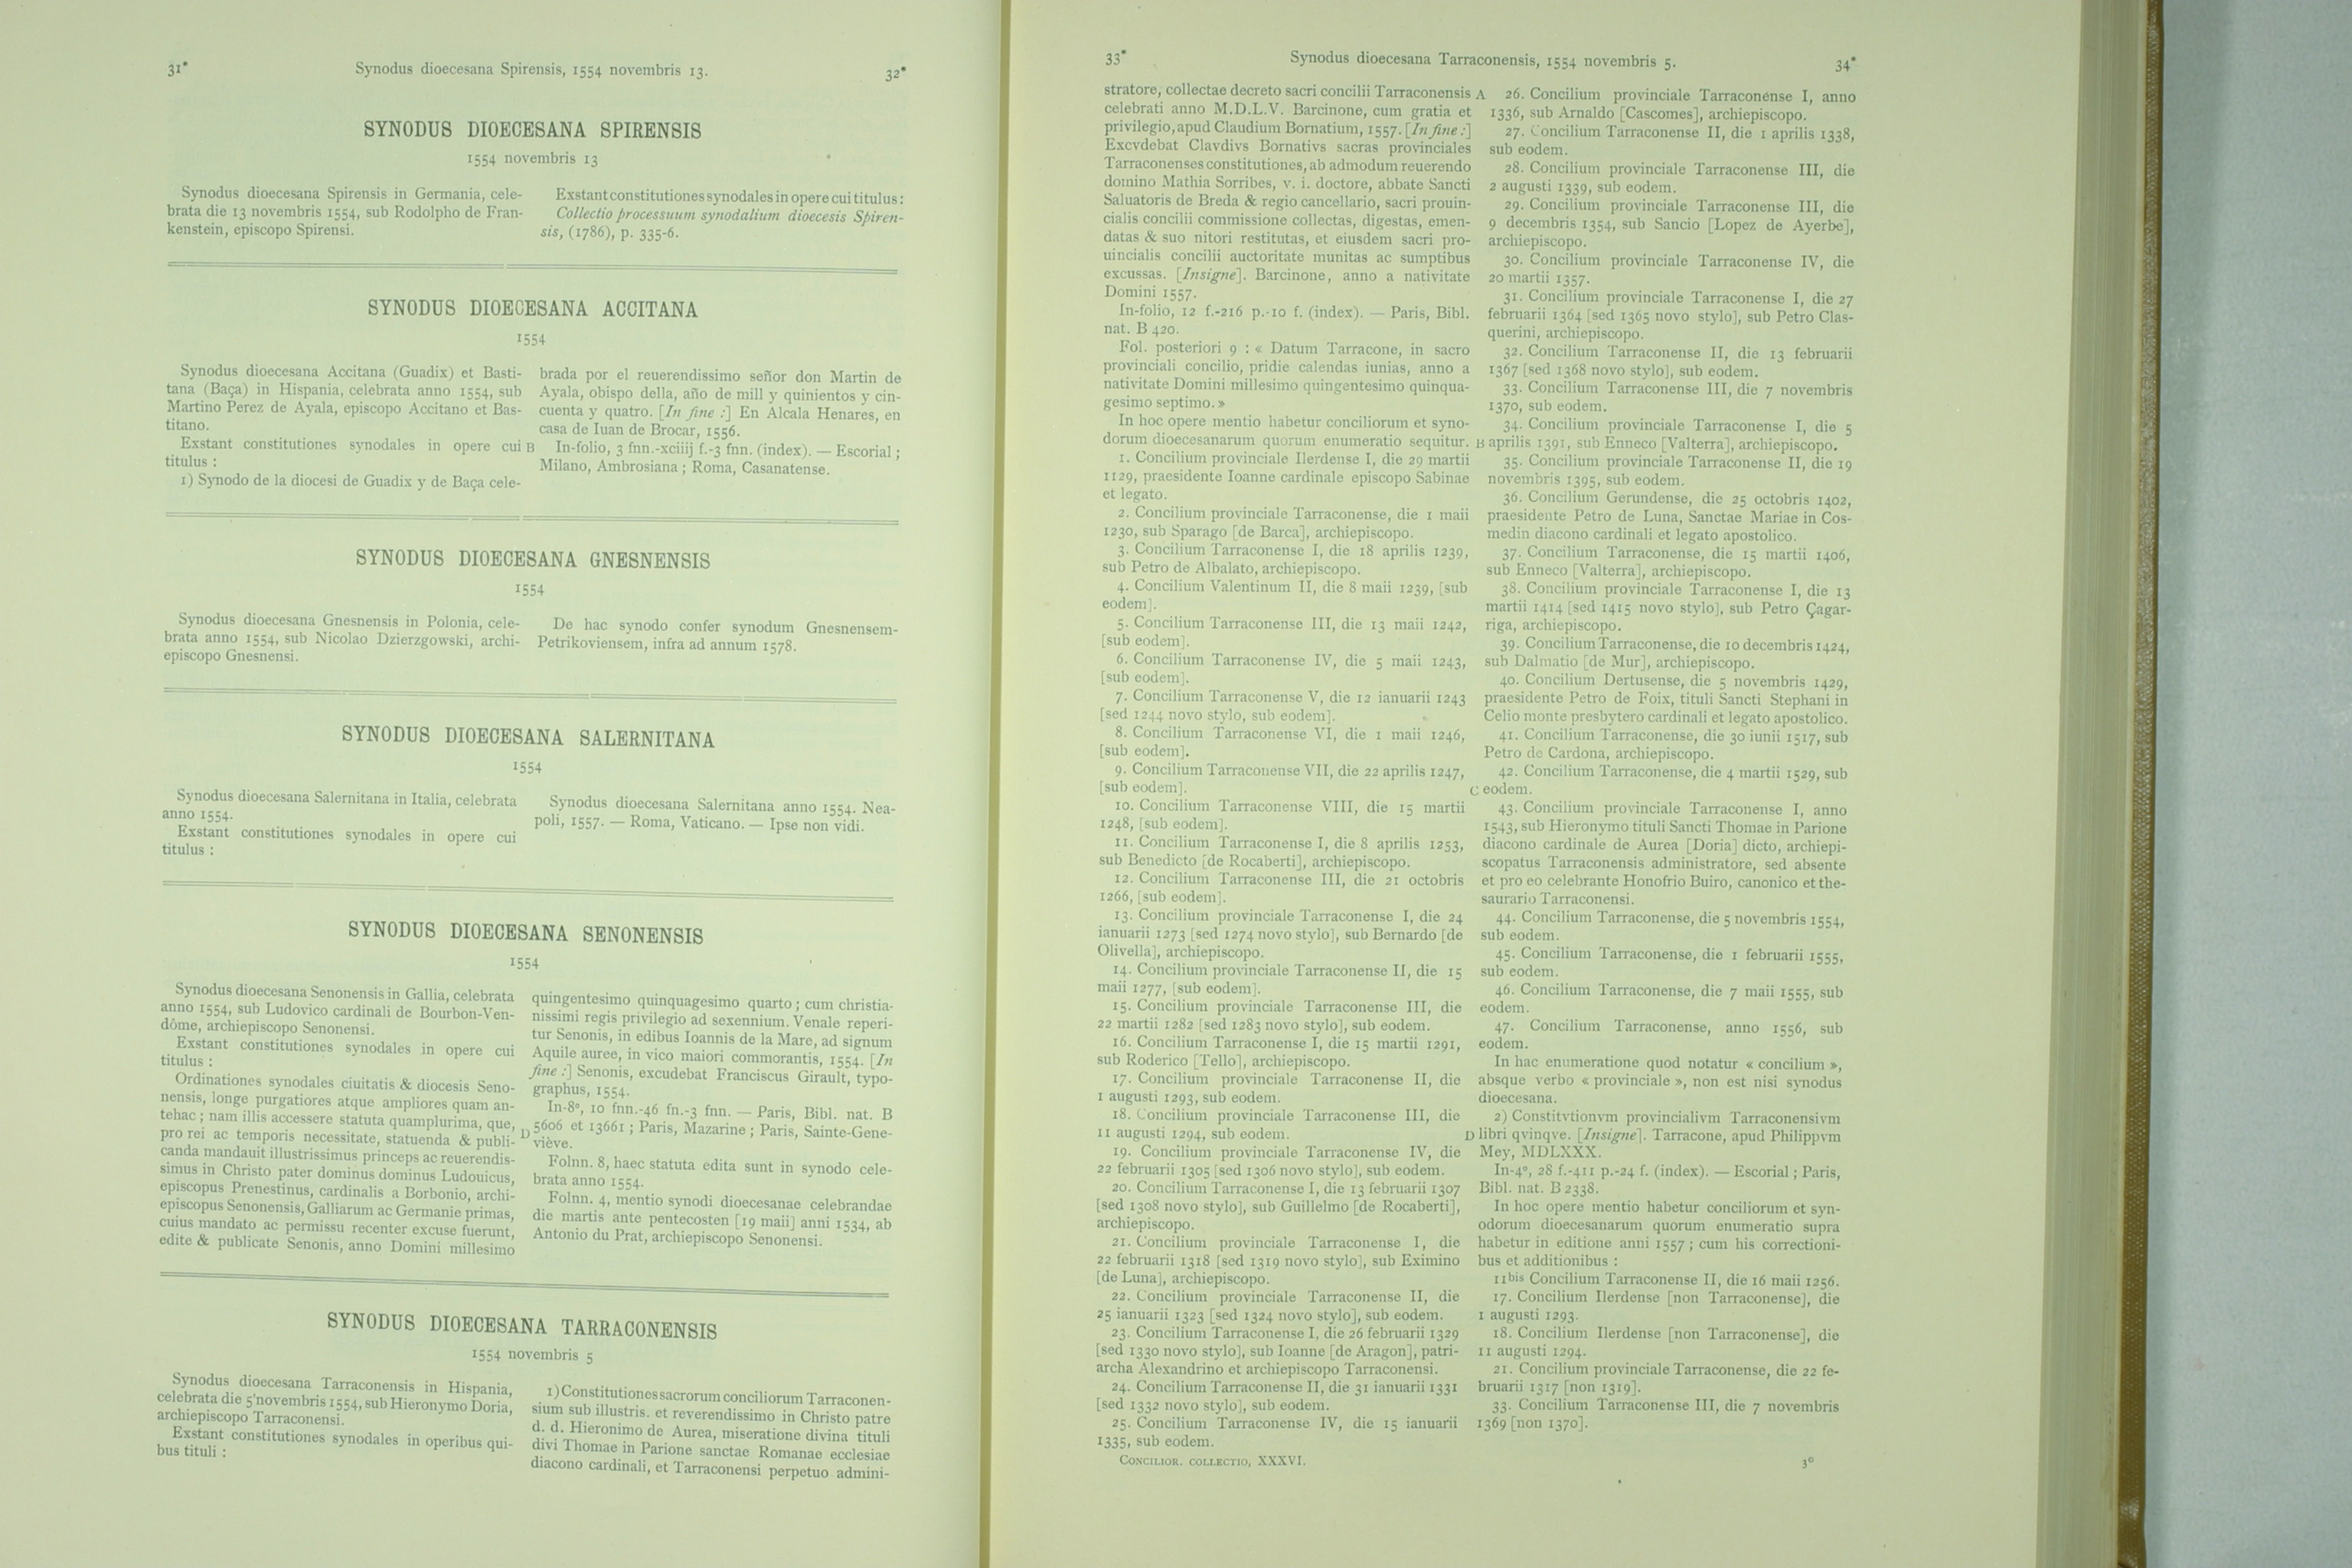 31*
Synodus dioecesana Spirensis, 1554 novembris 13.
32*
SYNODUS DIOECESANA SPIRENSIS
1554 novembris 13
Synodus dioecesana Spirensis in Germania, cele-
brata die 13 novembris 1554, sub Rodolpho de Fran-
kenstein, episcopo Spirensi.
Exstant constitutiones synodales in opere cui titulus :
Collectio processuum synodalium dioecesis Spiren-
sis, (1786), p. 335-6.
SYNODUS DIOECESANA ACCITANA
1554
Synodus dioecesana Accitana (Guadix) et Basti-
tana (Baça) in Hispania, celebrata anno 1554, sub
Martino Perez de Ayala, episcopo Accitano et Bas-
titano.
Exstant constitutiones synodales in opere cui
titulus :
1) Synodo de la diocesi de Guadix y de Baça cele-
brada por el reuerendissimo señor don Martin de
Ayala, obispo della, año de mill y quinientos y cin-
cuenta y quatro. [In fine :] En Alcala Henares, en
casa de Iuan de Brocar, 1556.
B In-folio, 3 fnn.-xciiij f.-3 fnn. (index). — Escorial ;
Milano, Ambrosiana ; Roma, Casanatense.
SYNODUS DIOECESANA GNESNENSIS
1554
Synodus dioecesana Gnesnensis in Polonia, cele-
brata anno 1554, sub Nicolao Dzierzgowski, archi-
episcopo Gnesnensi.
De hac synodo confer synodum Gnesnensem-
Petrikoviensem, infra ad annum 1578.
SYNODUS DIOECESANA SALERNITANA
1554
Synodus dioecesana Salernitana in Italia, celebrata
anno 1554.
Exstant constitutiones synodales in opere cui
titulus :
Synodus dioecesana Salernitana anno 1554. Nea-
poli, 1557. — Roma, Vaticano. — Ipse non vidi.
SYNODUS DIOECESANA SENONENSIS
1554
Synodus dioecesana Senonensis in Gallia, celebrata
anno 1554, sub Ludovico cardinali de Bourbon-Ven-
dôme, archiepiscopo Senonensi.
Exstant constitutiones synodales in opere cui
titulus :
Ordinationes synodales ciuitatis & diocesis Seno-
nensis, longe purgatiores atque ampliores quam an-
tehac ; nam illis accessere statuta quamplurima, que,
pro rei ac temporis necessitate, statuenda & publi-
canda mandauit illustrissimus princeps ac reuerendis-
simus in Christo pater dominus dominus Ludouicus,
episcopus Prenestinus, cardinalis a Borbonio, archi-
episcopus Senonensis, Galliarum ac Germanie primas,
cuius mandato ac permissu recenter excuse fuerunt,
edite & publicate Senonis, anno Domini millesimo
quingentesimo quinquagesimo quarto ; cum christia-
nissimi regis privilegio ad sexennium. Venale reperi-
tur Senonis, in edibus Ioannis de la Mare, ad signum
Aquile auree, in vico maiori commorantis, 1554. [In
fine :] Senonis, excudebat Franciscus Girault, typo-
graphus, 1554.
In-8°, 10 fnn.-46 fn.-3 fnn. — Paris, Bibl. nat. B
D 5606 et 13661 ; Paris, Mazarine ; Paris, Sainte-Gene-
viève.
Folnn. 8, haec statuta edita sunt in synodo cele-
brata anno 1554.
Folnn. 4, mentio synodi dioecesanae celebrandae
die martis ante pentecosten [19 maii] anni 1534, ab
Antonio du Prat, archiepiscopo Senonensi.
SYNODUS DIOECESANA TARRACONENSIS
1554 novembris 5
Synodus dioecesana Tarraconensis in Hispania,
celebrata die 5 novembris 1554, sub Hieronymo Doria,
archiepiscopo Tarraconensi.
Exstant constitutiones synodales in operibus qui-
bus tituli :
1) Constitutiones sacrorum conciliorum Tarraconen-
sium sub illustris. et reverendissimo in Christo patre
d. d. Hieronimo de Aurea, miseratione divina tituli
divi Thomae in Parione sanctae Romanae ecclesiae
diacono cardinali, et Tarraconensi perpetuo admini-
33*
Synodus dioecesana Tarraconensis, 1554 novembris 5.
34*
stratore, collectae decreto sacri concilii Tarraconensis A
celebrati anno M.D.L.V. Barcinone, cum gratia et
privilegio, apud Claudium Bornatium, 1557. [In fine :]
Excvdebat Clavdivs Bornativs sacras provinciales
Tarraconenses constitutiones, ab admodum reuerendo
domino Mathia Sorribes, v. i. doctore, abbate Sancti
Saluatoris de Breda & regio cancellario, sacri prouin-
cialis concilii commissione collectas, digestas, emen-
datas & suo nitori restitutas, et eiusdem sacri pro-
uincialis concilii auctoritate munitas ac sumptibus
excussas. [Insigne]. Barcinone, anno a nativitate
Domini 1557.
In-folio, 12 f.-216 p.-10 f. (index). — Paris, Bibl.
nat. B 420.
Fol. posteriori 9 : « Datum Tarracone, in sacro
provinciali concilio, pridie calendas iunias, anno a
nativitate Domini millesimo quingentesimo quinqua-
gesimo septimo. »
In hoc opere mentio habetur conciliorum et syno-
dorum dioecesanarum quorum enumeratio sequitur. B
1. Concilium provinciale Ilerdense I, die 29 martii
1129, praesidente Ioanne cardinale episcopo Sabinae
et legato.
2. Concilium provinciale Tarraconense, die 1 maii
1230, sub Sparago [de Barca], archiepiscopo.
3. Concilium Tarraconense I, die 18 aprilis 1239,
sub Petro de Albalato, archiepiscopo.
4. Concilium Valentinum II, die 8 maii 1239, [sub
eodem].
5. Concilium Tarraconense III, die 13 maii 1242,
[sub eodem].
6. Concilium Tarraconense IV, die 5 maii 1243,
[sub eodem].
7. Concilium Tarraconense V, die 12 ianuarii 1243
[sed 1244 novo stylo, sub eodem].
8. Concilium Tarraconense VI, die 1 maii 1246,
[sub eodem].
9. Concilium Tarraconense VII, die 22 aprilis 1247,
[sub eodem].
10. Concilium Tarraconense VIII, die 15 martii
1248, [sub eodem].
11. Concilium Tarraconense I, die 8 aprilis 1253,
sub Benedicto [de Rocaberti], archiepiscopo.
12. Concilium Tarraconense III, die 21 octobris
1266, [sub eodem].
13. Concilium provinciale Tarraconense I, die 24
ianuarii 1273 [sed 1274 novo stylo], sub Bernardo [de
Olivella], archiepiscopo.
14. Concilium provinciale Tarraconense II, die 15
maii 1277, [sub eodem].
15. Concilium provinciale Tarraconense III, die
22 martii 1282 [sed 1283 novo stylo], sub eodem.
16. Concilium Tarraconense I, die 15 martii 1291,
sub Roderico [Tello], archiepiscopo.
17. Concilium provinciale Tarraconense II, die
1 augusti 1293, sub eodem.
18. Concilium provinciale Tarraconense III, die
11 augusti 1294, sub eodem.
19. Concilium provinciale Tarraconense IV, die
22 februarii 1305 [sed 1306 novo stylo], sub eodem.
20. Concilium Tarraconense I, die 13 februarii 1307
[sed 1308 novo stylo], sub Guillelmo [de Rocaberti],
archiepiscopo.
21. Concilium provinciale Tarraconense I, die
22 februarii 1318 [sed 1319 novo stylo], sub Eximino
[de Luna], archiepiscopo.
22. Concilium provinciale Tarraconense II, die
25 ianuarii 1323 [sed 1324 novo stylo], sub eodem.
23. Concilium Tarraconense I, die 26 februarii 1329
[sed 1330 novo stylo], sub Ioanne [de Aragon], patri-
archa Alexandrino et archiepiscopo Tarraconensi.
24. Concilium Tarraconense II, die 31 ianuarii 1331
[sed 1332 novo stylo], sub eodem.
25. Concilium Tarraconense IV, die 15 ianuarii
1335, sub eodem.
26. Concilium provinciale Tarraconense I, anno
1336, sub Arnaldo [Cascomes], archiepiscopo.
27. Concilium Tarraconense II, die 1 aprilis 1338,
sub eodem.
28. Concilium provinciale Tarraconense III, die
2 augusti 1339, sub eodem.
29. Concilium provinciale Tarraconense III, die
9 decembris 1354, sub Sancio [Lopez de Ayerbe],
archiepiscopo.
30. Concilium provinciale Tarraconense IV, die
20 martii 1357.
31. Concilium provinciale Tarraconense I, die 27
februarii 1364 [sed 1365 novo stylo], sub Petro Clas-
querini, archiepiscopo.
32. Concilium Tarraconense II, die 13 februarii
1367 [sed 1368 novo stylo], sub eodem.
33. Concilium Tarraconense III, die 7 novembris
1370, sub eodem.
34. Concilium provinciale Tarraconense I, die 5
aprilis 1391, sub Enneco [Valterra], archiepiscopo.
35. Concilium provinciale Tarraconense II, die 19
novembris 1395, sub eodem.
36. Concilium Gerundense, die 25 octobris 1402,
praesidente Petro de Luna, Sanctae Mariae in Cos-
medin diacono cardinali et legato apostolico.
37. Concilium Tarraconense, die 15 martii 1406,
sub Enneco [Valterra], archiepiscopo.
38. Concilium provinciale Tarraconense I, die 13
martii 1414 [sed 1415 novo stylo], sub Petro Çagar-
riga, archiepiscopo.
39. Concilium Tarraconense, die 10 decembris 1424,
sub Dalmatio [de Mur], archiepiscopo.
40. Concilium Dertusense, die 5 novembris 1429,
praesidente Petro de Foix, tituli Sancti Stephani in
Celio monte presbytero cardinali et legato apostolico.
41. Concilium Tarraconense, die 30 iunii 1517, sub
Petro de Cardona, archiepiscopo.
42. Concilium Tarraconense, die 4 martii 1529, sub
C eodem.
43. Concilium provinciale Tarraconense I, anno
1543, sub Hieronymo tituli Sancti Thomae in Parione
diacono cardinale de Aurea [Doria] dicto, archiepi-
scopatus Tarraconensis administratore, sed absente
et pro eo celebrante Honofrio Buiro, canonico et the-
saurario Tarraconensi.
44. Concilium Tarraconense, die 5 novembris 1554,
sub eodem.
45. Concilium Tarraconense, die 1 februarii 1555,
sub eodem.
46. Concilium Tarraconense, die 7 maii 1555, sub
eodem.
47. Concilium Tarraconense, anno 1556, sub
eodem.
In hac enumeratione quod notatur « concilium »,
absque verbo « provinciale », non est nisi synodus
dioecesana.
2) Constitvtionvm provincialivm Tarraconensivm
D libri qvinqve. [Insigne]. Tarracone, apud Philippvm
Mey, MDLXXX.
In-4°, 28 f.-411 p.-24 f. (index). — Escorial ; Paris,
Bibl. nat. B 2338.
In hoc opere mentio habetur conciliorum et syn-
odorum dioecesanarum quorum enumeratio supra
habetur in editione anni 1557 ; cum his correctioni-
bus et additionibus :
11bis Concilium Tarraconense II, die 16 maii 1256.
17. Concilium Ilerdense [non Tarraconense], die
1 augusti 1293.
18. Concilium Ilerdense [non Tarraconense], die
11 augusti 1294.
21. Concilium provinciale Tarraconense, die 22 fe-
bruarii 1317 [non 1319].
33. Concilium Tarraconense III, die 7 novembris
1369 [non 1370].
CONCILIOR. COLLECTIO, XXXVI.
3°